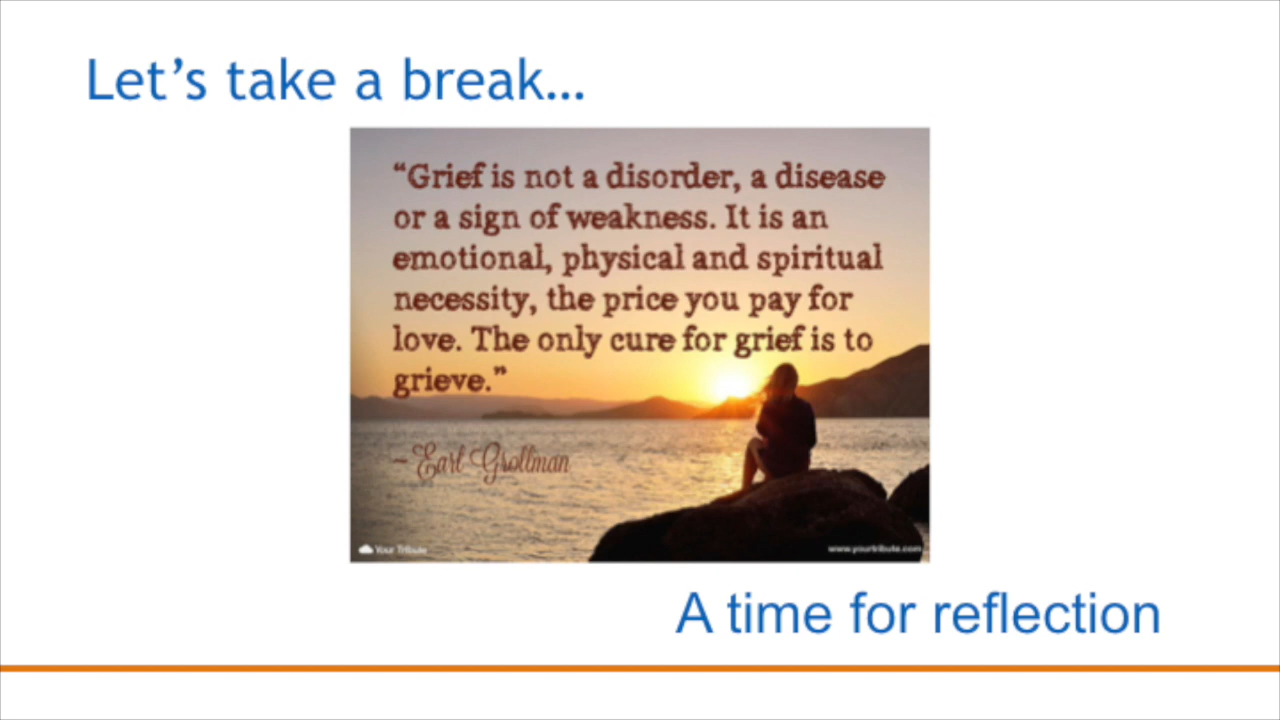 Let’s take a break…
“Grief is not a disorder, a disease
or a sign of weakness. It is an
emotional, physical and spiritual
necessity, the price you pay for
love. The only cure for grief is to
grieve.”
~ Earl Grollman
Your Tribute
www.yourtribute.com
A time for reflection